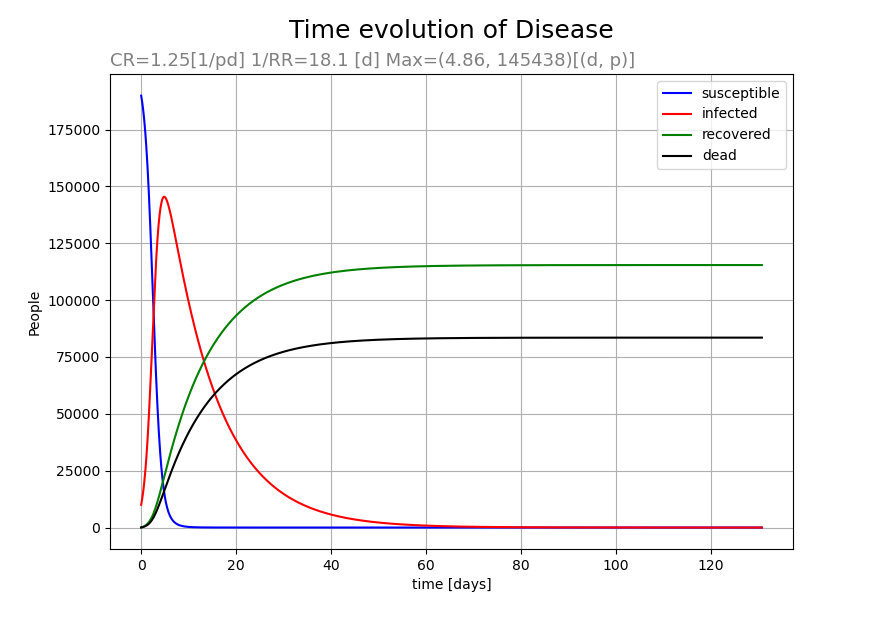 Time evolution of Disease
CR=1.25[1/pd] 1/RR=18.1 [d] Max=(4.86, 145438)[(d, p)]
susceptible
infected
recovered
dead
175000
150000
125000
100000
75000
50000
25000
0
People
0 20 40 60 80 100 120
time [days]